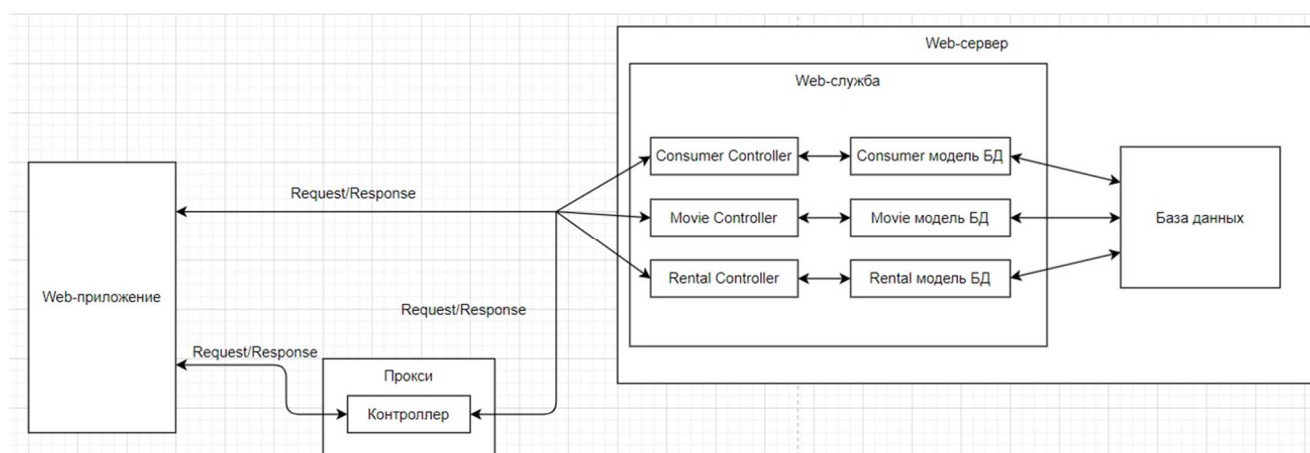 Web-сервер
Web-служба
Consumer Controller
Consumer модель БД
Request/Response
Movie Controller
Movie модель БД
База данных
Rental Controller
Rental модель БД
Web-приложение
Request/Response
Request/Response
Прокси
Контроллер